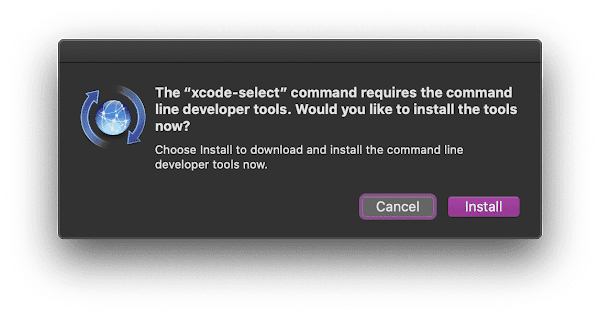 The “xcode-select” command requires the command
line developer tools. Would you like to install the tools
now?
Choose Install to download and install the command line
developer tools now.
Cancel
Install